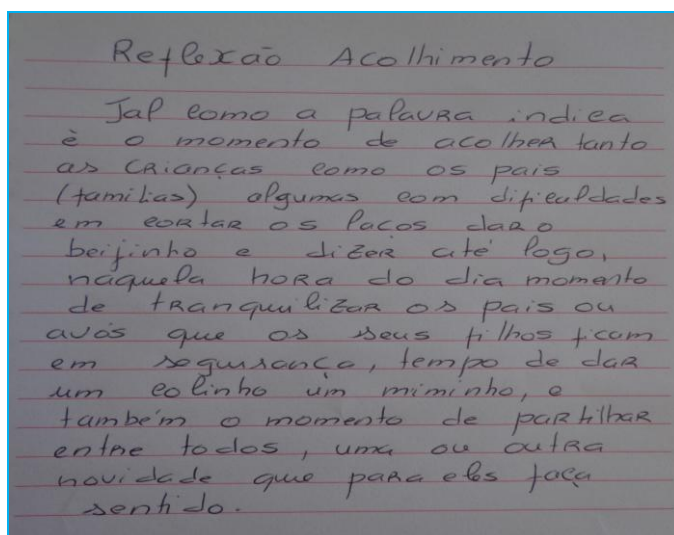 Reflexão Acolhimento
Tal como a palavra indica
è o momento de acolher tanto
as crianças como os pais
(familias) algumas com dificuldades
em cortar os laços dar o
beijinho e dizer até logo,
naquela hora do dia momento
de tranquilizar os pais ou
avós que os seus filhos ficam
em segurança, tempo de dar
um colinho um miminho, e
também o momento de partilhar
entre todos, uma ou outra
novidade que para eles faça
sentido.